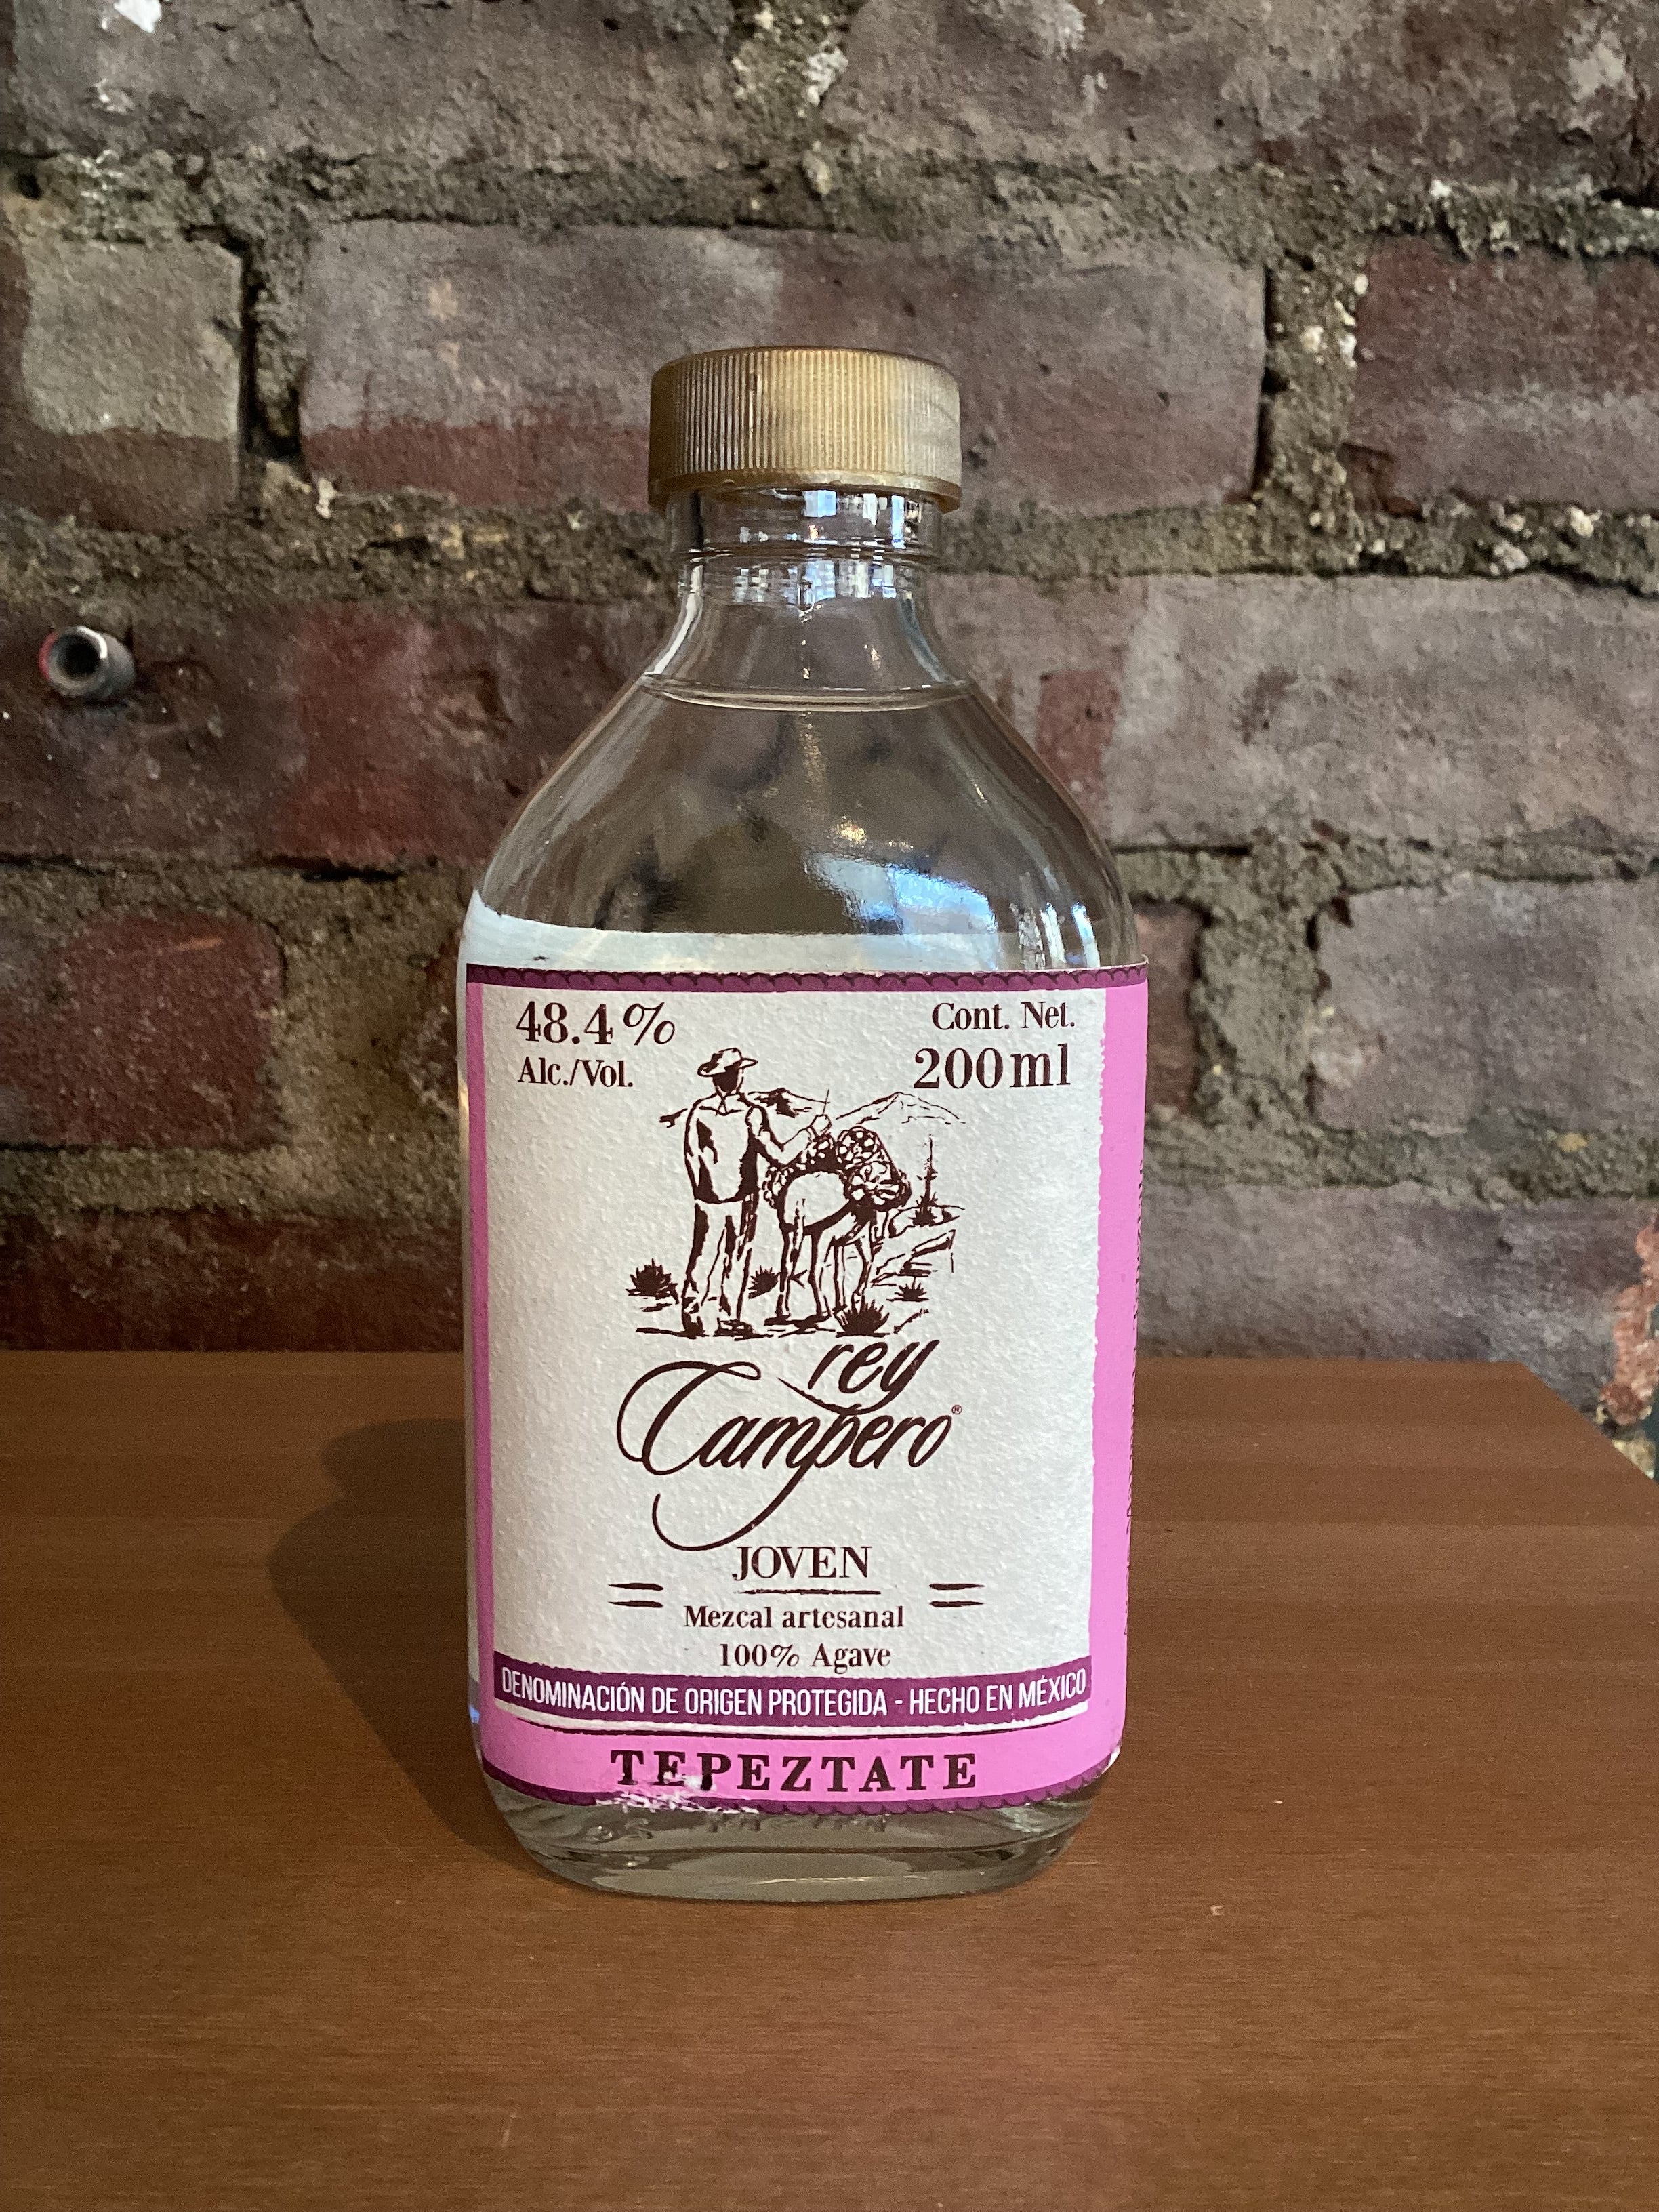 48.4% Cont. Net.
Alc./Vol. 200ml
rey
Campero®
JOVEN
Mezcal artesanal
100% Agave
DENOMINACIÓN DE ORIGEN PROTEGIDA - HECHO EN MÉXICO
TEPEZTATE